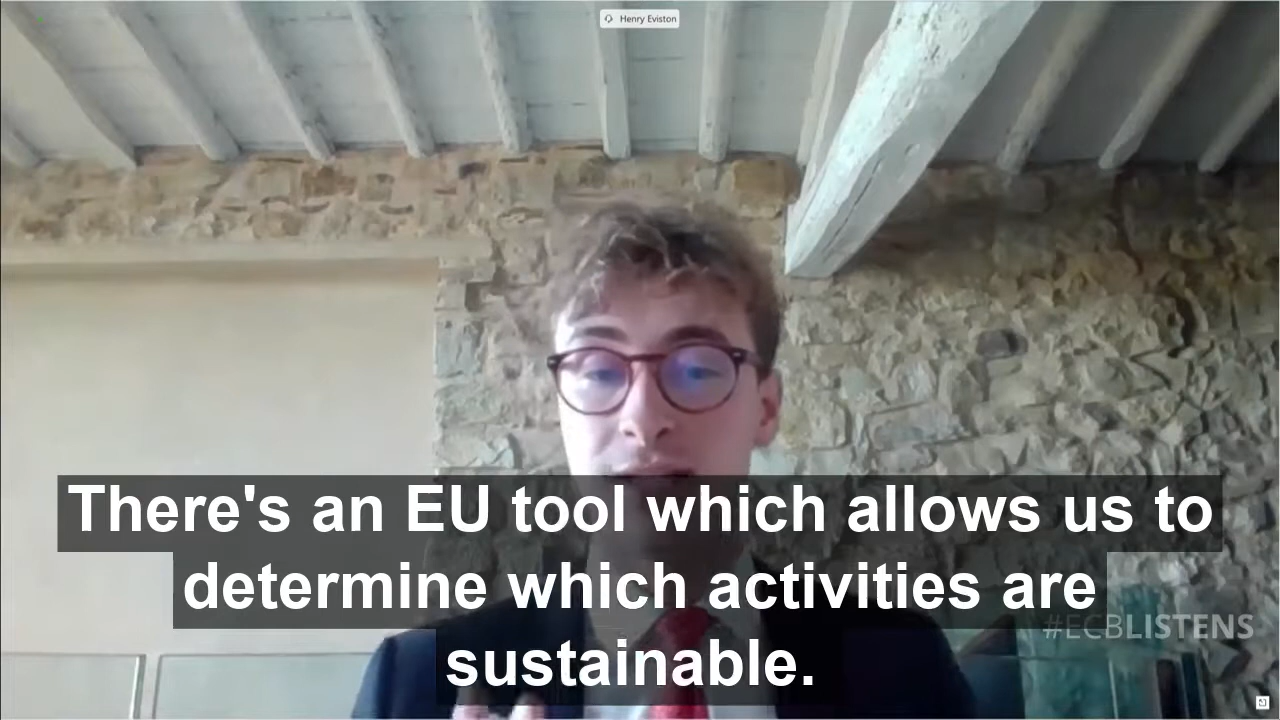 Henry Eviston
There's an EU tool which allows us to
determine which activities are
#ECBLISTENS
sustainable.